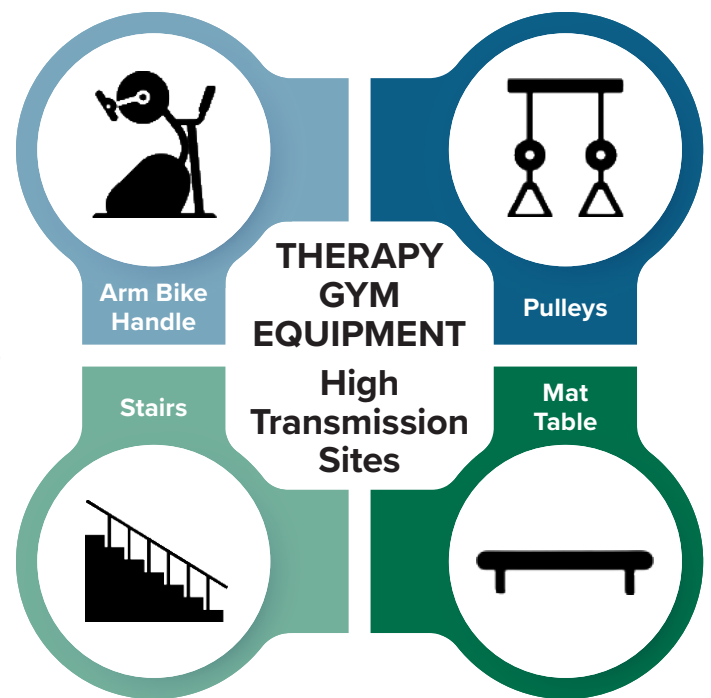 THERAPY
GYM
EQUIPMENT
High
Transmission
Sites
Arm Bike
Handle
Pulleys
Stairs
Mat
Table